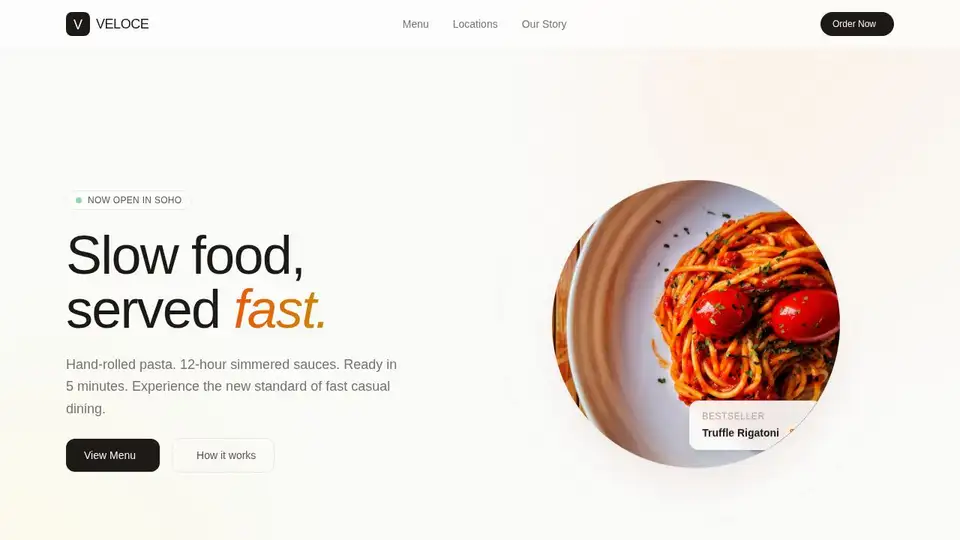 V VELOCE
Menu
Locations
Our Story
Order Now
NOW OPEN IN SOHO
Slow food,
served fast.
Hand-rolled pasta. 12-hour simmered sauces. Ready in
5 minutes. Experience the new standard of fast casual
dining.
View Menu
How it works
BESTSELLER
Truffle Rigatoni